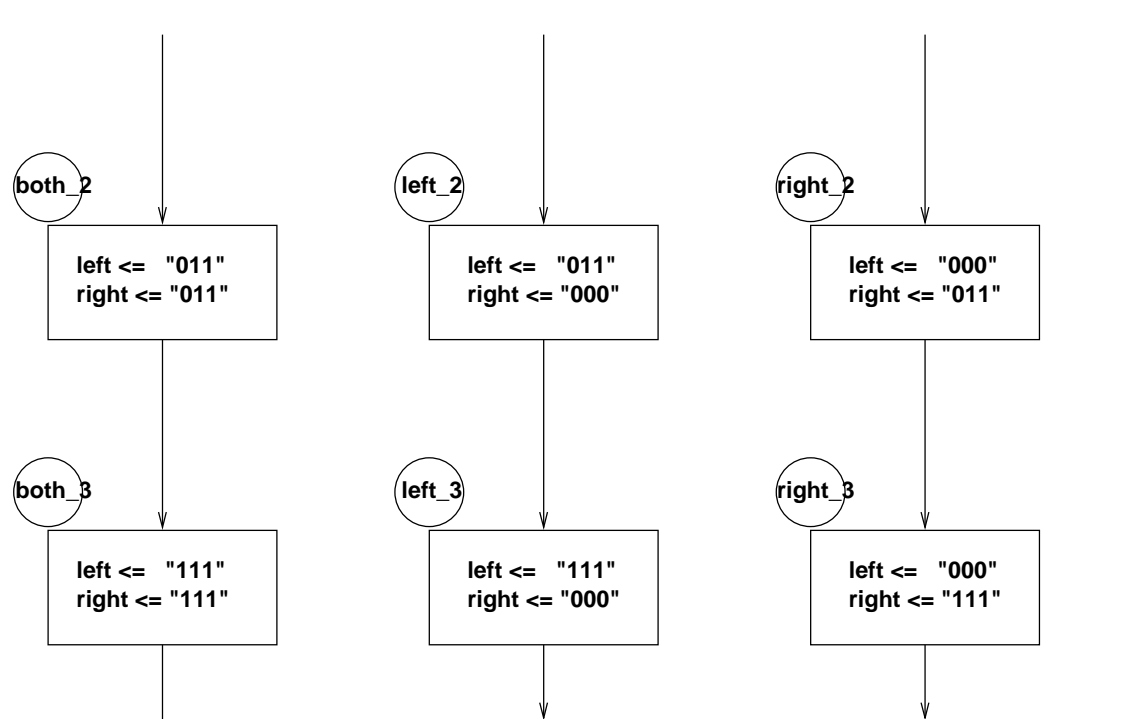 both_2
left <= "011"
right <= "011"
left_2
left <= "011"
right <= "000"
right_2
left <= "000"
right <= "011"
both_3
left <= "111"
right <= "111"
left_3
left <= "111"
right <= "000"
right_3
left <= "000"
right <= "111"